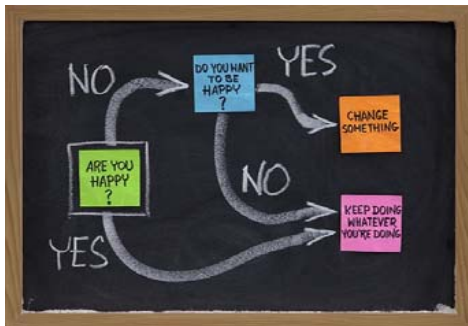 NO
DO YOU WANT
TO BE
HAPPY
?
YES
CHANGE
SOMETHING
ARE YOU
HAPPY
?
NO
KEEP DOING
WHATEVER
YOU'RE DOING
YES